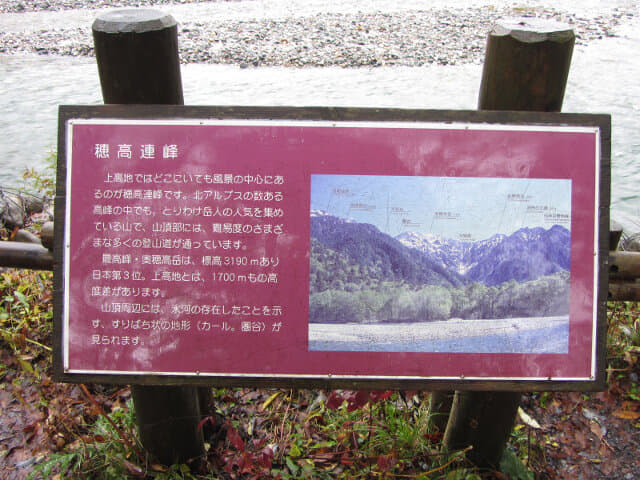 穂高連峰
上高地ではどこにいても風景の中心にあ
るのが穂高連峰です。北アルプスの数ある
高峰の中でも，とりわけ岳人の人気を集め
ている山で、山頂部には、難易度のさまざ
まな多くの登山道が通っています。
最高峰・奥穂高岳は、標高3190mあり
日本第3位。上高地とは、1700mもの高
度差があります。
山頂周辺には、氷河の存在したことを示
す、すりばち状の地形（カール。圏谷）が
見られます。